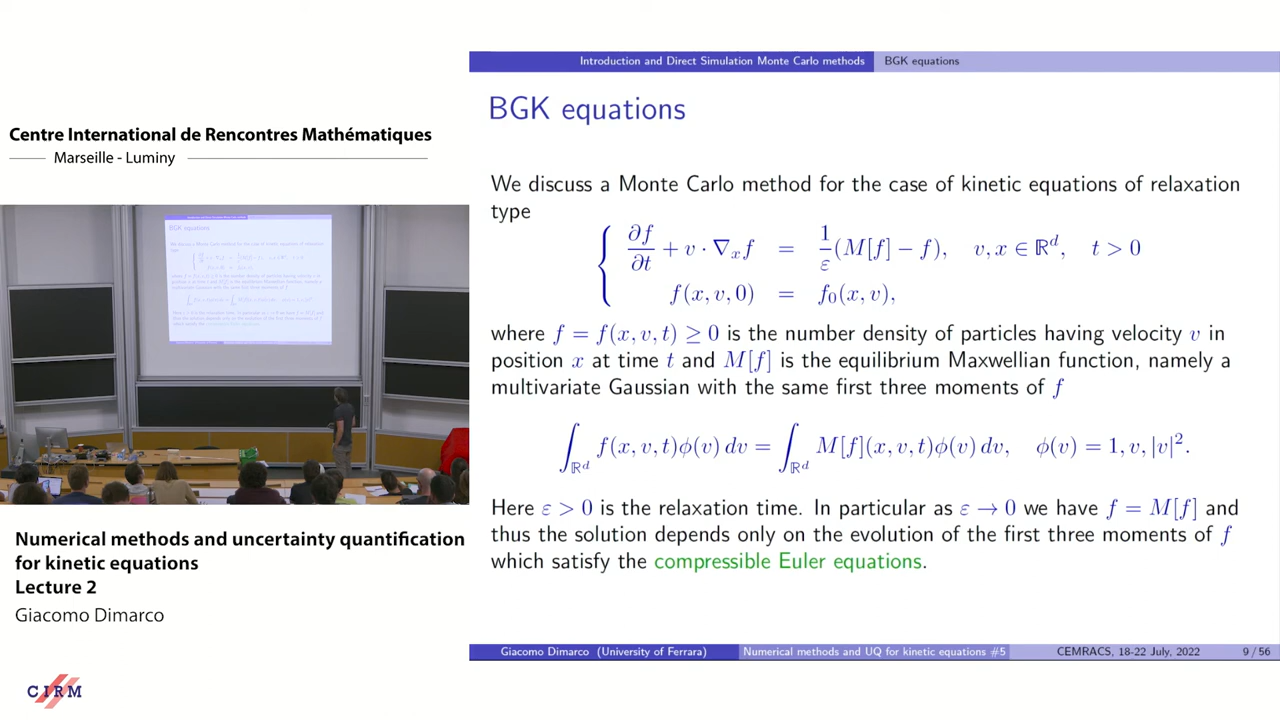 Centre International de Rencontres Mathématiques
Marseille - Luminy
Numerical methods and uncertainty quantification
for kinetic equations
Lecture 2
Giacomo Dimarco
CIRM
Introduction and Direct Simulation Monte Carlo methods BGK equations
BGK equations
We discuss a Monte Carlo method for the case of kinetic equations of relaxation
type
∂f/∂t + v · ∇ₓf = 1/ε (M[f] − f), v, x ∈ ℝᵈ, t > 0
f(x, v, 0) = f₀(x, v),
where f = f(x, v, t) ≥ 0 is the number density of particles having velocity v in
position x at time t and M[f] is the equilibrium Maxwellian function, namely a
multivariate Gaussian with the same first three moments of f
∫_ℝᵈ f(x, v, t)ϕ(v) dv = ∫_ℝᵈ M[f](x, v, t)ϕ(v) dv, ϕ(v) = 1, v, |v|².
Here ε > 0 is the relaxation time. In particular as ε → 0 we have f = M[f] and
thus the solution depends only on the evolution of the first three moments of f
which satisfy the compressible Euler equations.
Giacomo Dimarco (University of Ferrara) Numerical methods and UQ for kinetic equations #5 CEMRACS, 18-22 July, 2022 9 / 56